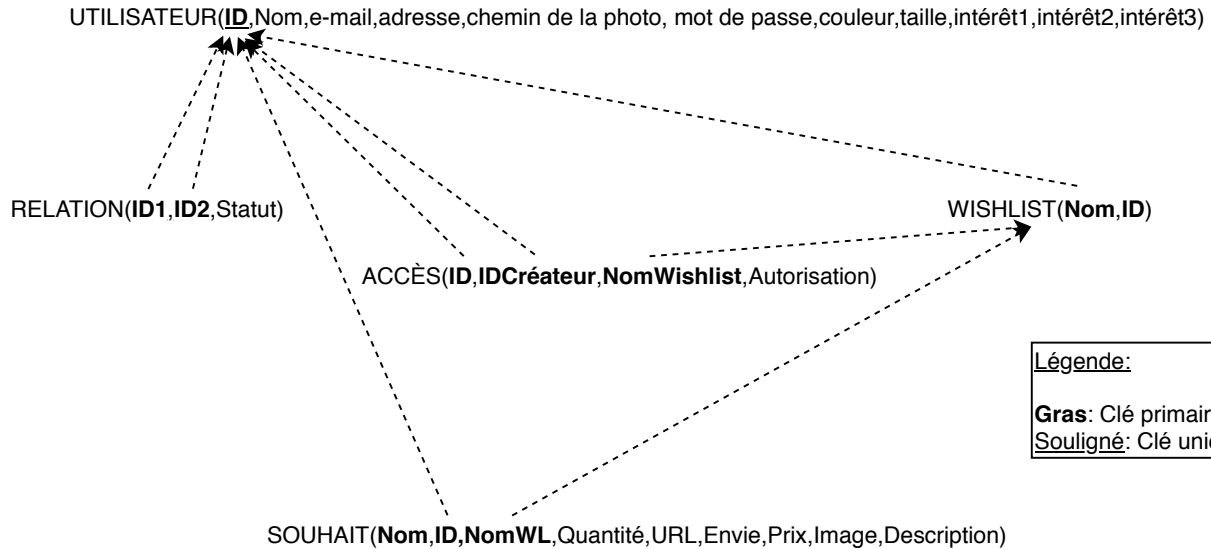 UTILISATEUR(ID,Nom,e-mail,adresse,chemin de la photo, mot de passe,couleur,taille,intérêt1,intérêt2,intérêt3)
RELATION(ID1,ID2,Statut)
WISHLIST(Nom,ID)
ACCÈS(ID,IDCréateur,NomWishlist,Autorisation)
Légende:
Gras: Clé primair
Souligné: Clé uni
SOUHAIT(Nom,ID,NomWL,Quantité,URL,Envie,Prix,Image,Description)